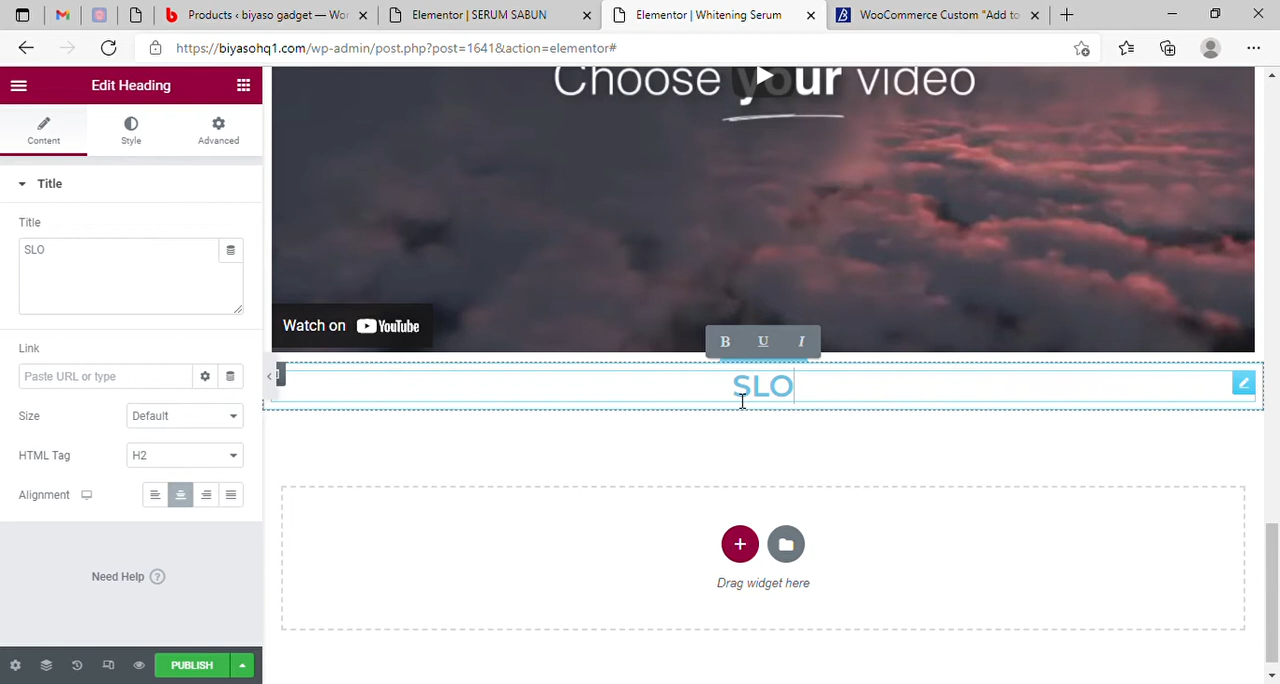 Products ‹ biyaso gadget — Wor
Elementor | SERUM SABUN
Elementor | Whitening Serum
WooCommerce Custom "Add to
https://biyasohq1.com/wp-admin/post.php?post=1641&action=elementor#
Edit Heading
Content
Style
Advanced
Title
Title
SLO
Link
Paste URL or type
Size
Default
HTML Tag
H2
Alignment
Need Help ?
PUBLISH
Choose your video
Watch on YouTube
B U I
SLO
Drag widget here